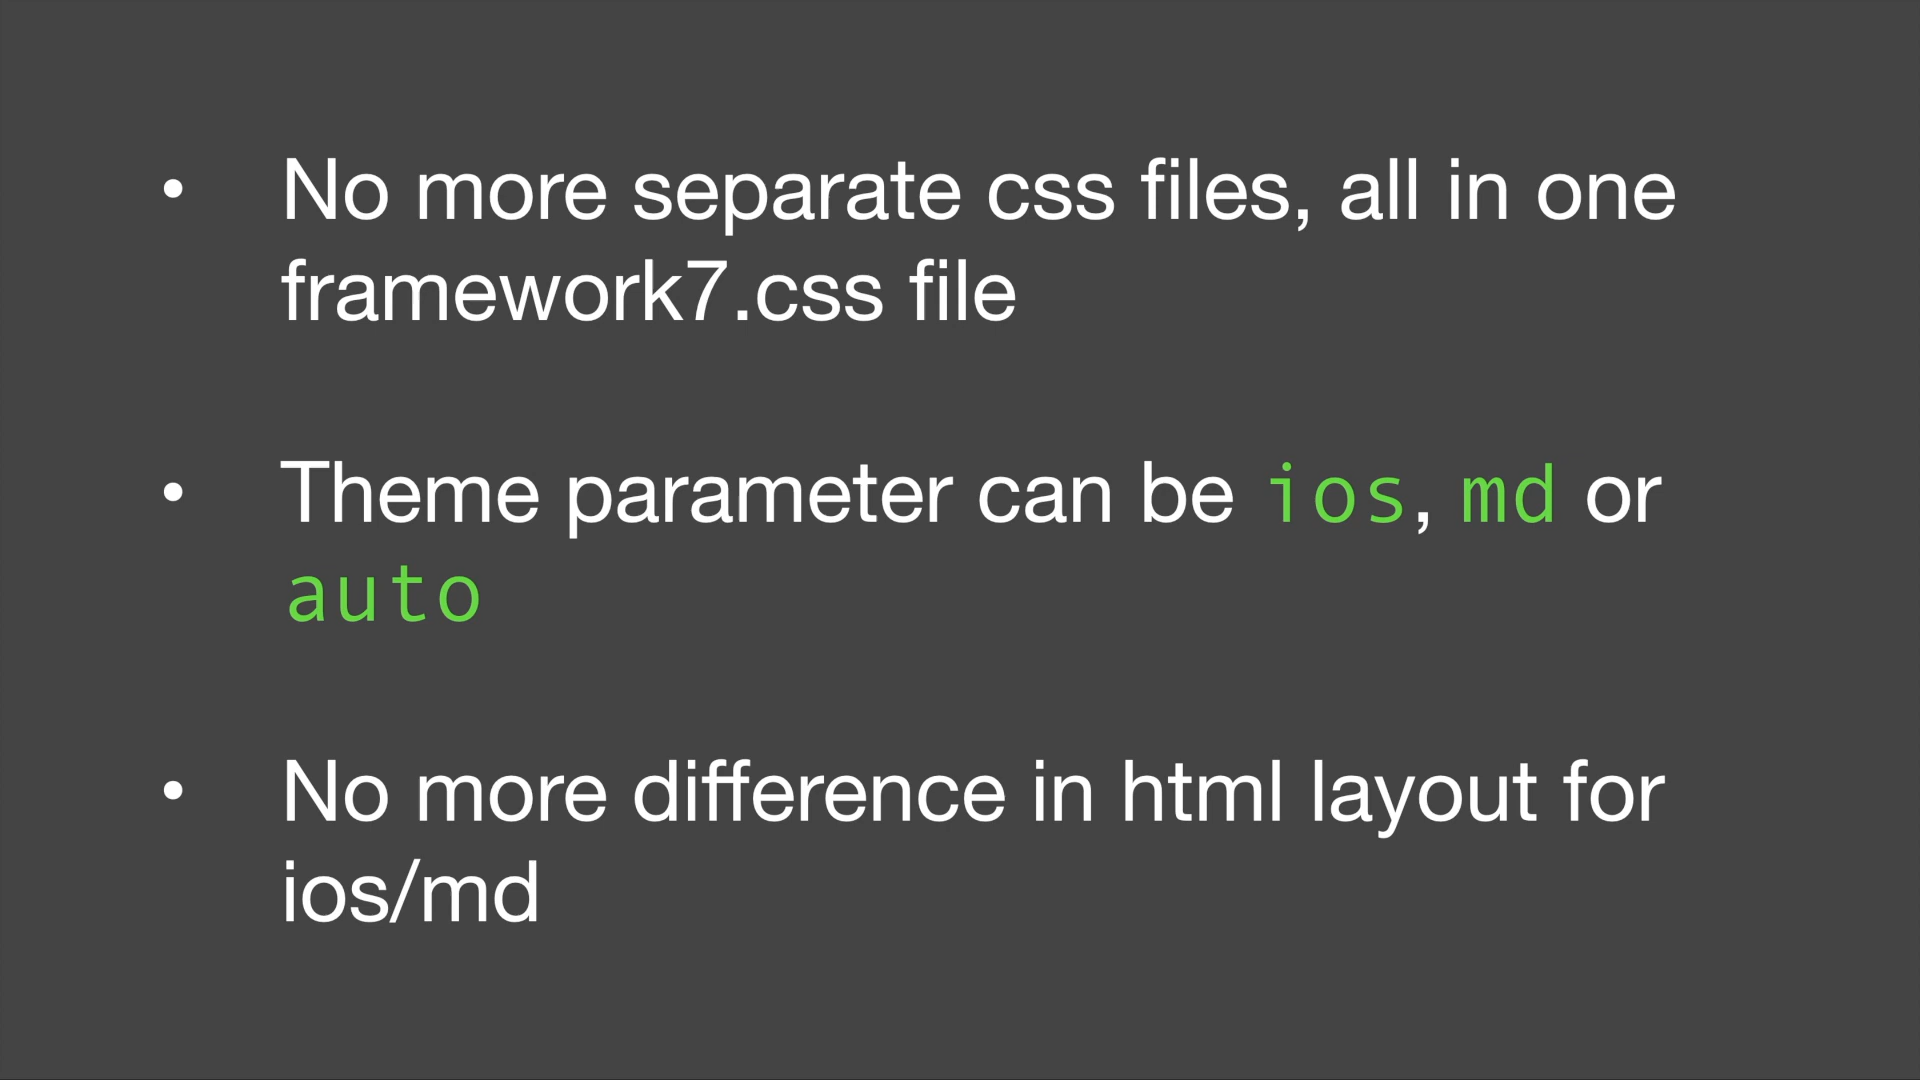 • No more separate css files, all in one
framework7.css file
• Theme parameter can be ios, md or
auto
• No more difference in html layout for
ios/md